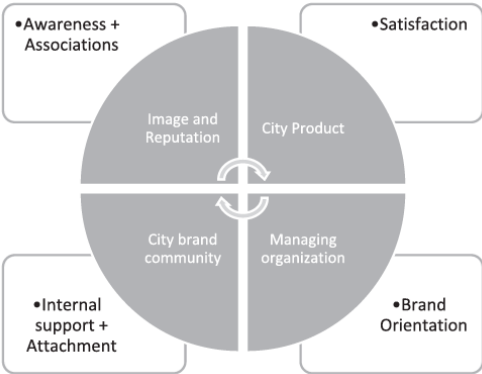 •Awareness +
Associations
•Satisfaction
Image and
Reputation
City Product
City brand
community
Managing
organization
•Internal
support +
Attachment
•Brand
Orientation